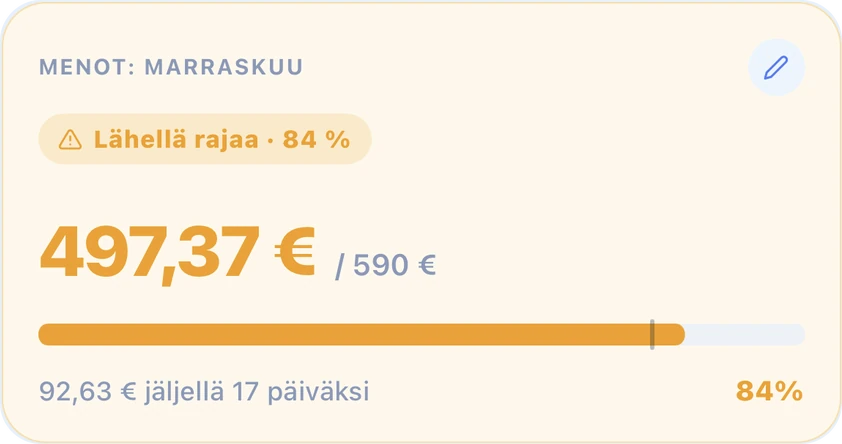 MENOT: MARRASKUU
Lähellä rajaa · 84 %
497,37 € / 590 €
92,63 € jäljellä 17 päiväksi
84%